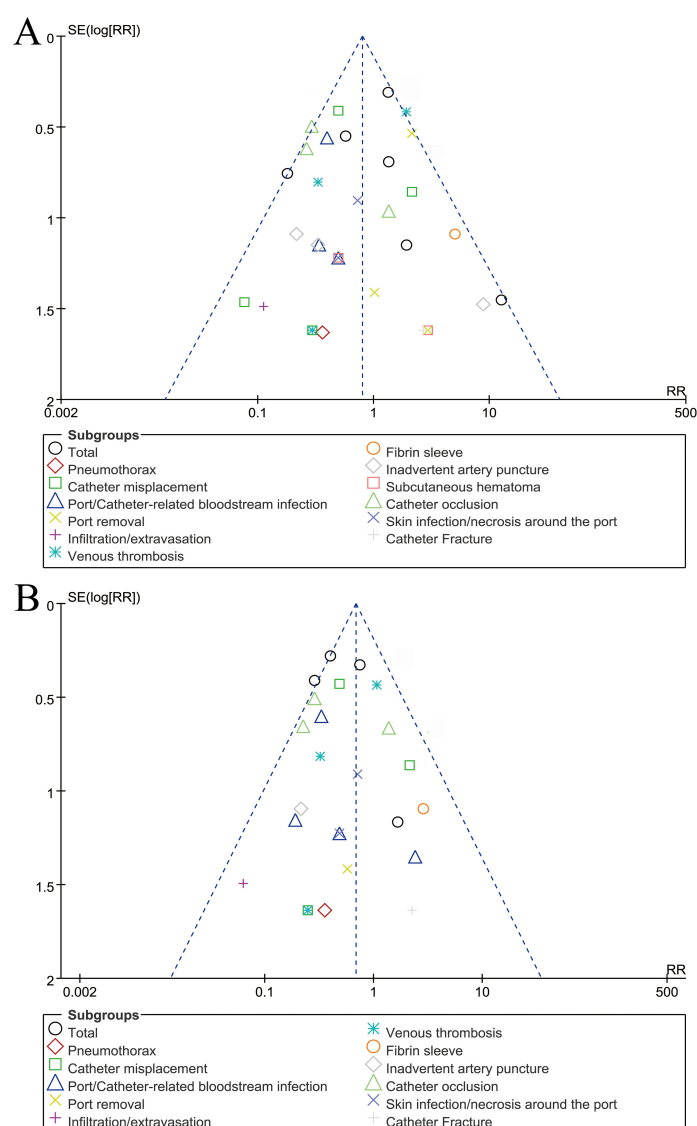 A
SE(log[RR])
0
0.5
1
1.5
2
RR
0.002 0.1 1 10 500
Subgroups
Total Fibrin sleeve
Pneumothorax Inadvertent artery puncture
Catheter misplacement Subcutaneous hematoma
Port/Catheter-related bloodstream infection Catheter occlusion
Port removal Skin infection/necrosis around the port
Infiltration/extravasation Catheter Fracture
Venous thrombosis
B
SE(log[RR])
0
0.5
1
1.5
2
RR
0.002 0.1 1 10 500
Subgroups
Total Venous thrombosis
Pneumothorax Fibrin sleeve
Catheter misplacement Inadvertent artery puncture
Port/Catheter-related bloodstream infection Catheter occlusion
Port removal Skin infection/necrosis around the port
Infiltration/extravasation Catheter Fracture